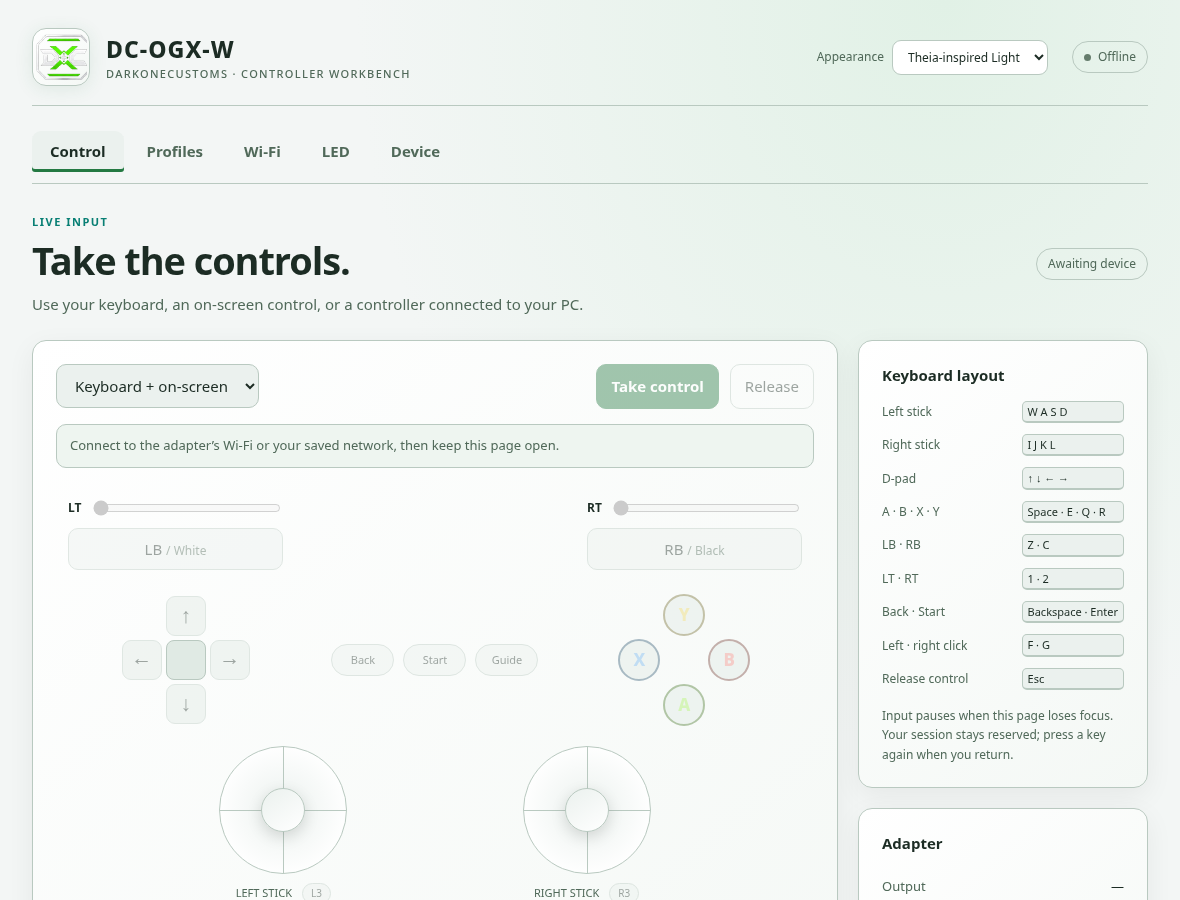 DC-OGX-W
DARKONECUSTOMS · CONTROLLER WORKBENCH
Appearance
Theia-inspired Light
Offline
Control
Profiles
Wi-Fi
LED
Device
LIVE INPUT
Take the controls.
Use your keyboard, an on-screen control, or a controller connected to your PC.
Awaiting device
Keyboard + on-screen
Take control
Release
Connect to the adapter’s Wi-Fi or your saved network, then keep this page open.
LT
RT
LB / White
RB / Black
↑
← →
↓
Back
Start
Guide
Y
X
B
A
LEFT STICK L3
RIGHT STICK R3
Keyboard layout
Left stick W A S D
Right stick I J K L
D-pad ↑ ↓ ← →
A · B · X · Y Space · E · Q · R
LB · RB Z · C
LT · RT 1 · 2
Back · Start Backspace · Enter
Left · right click F · G
Release control Esc
Input pauses when this page loses focus.
Your session stays reserved; press a key
again when you return.
Adapter
Output —